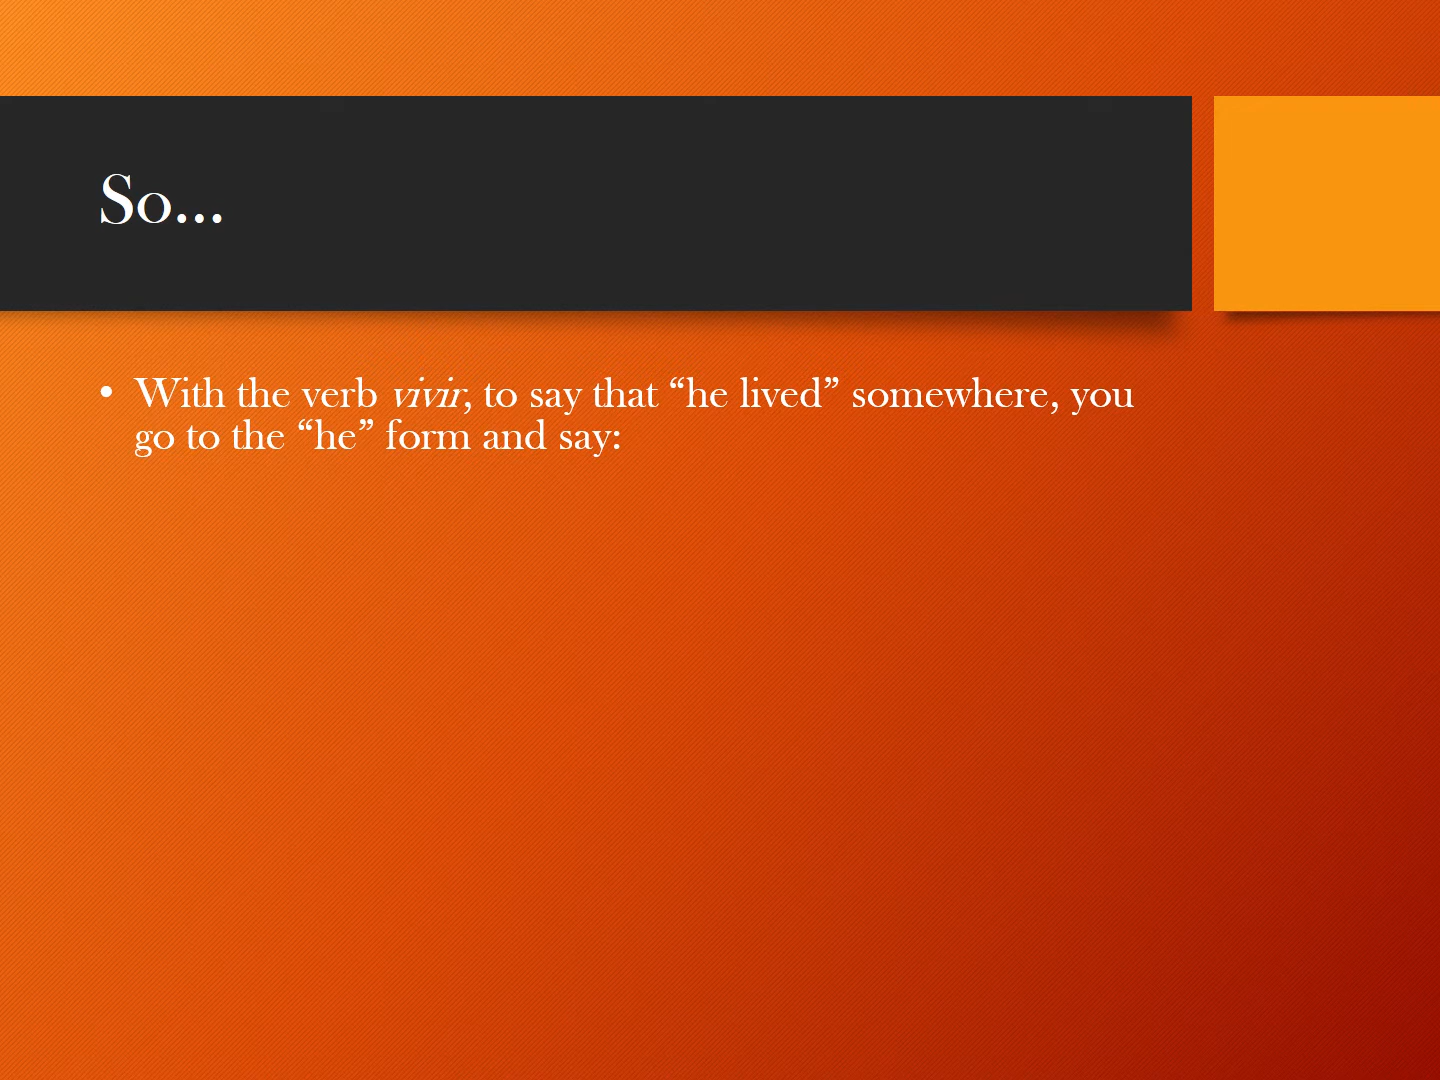 So…
• With the verb vivir, to say that “he lived” somewhere, you
go to the “he” form and say: